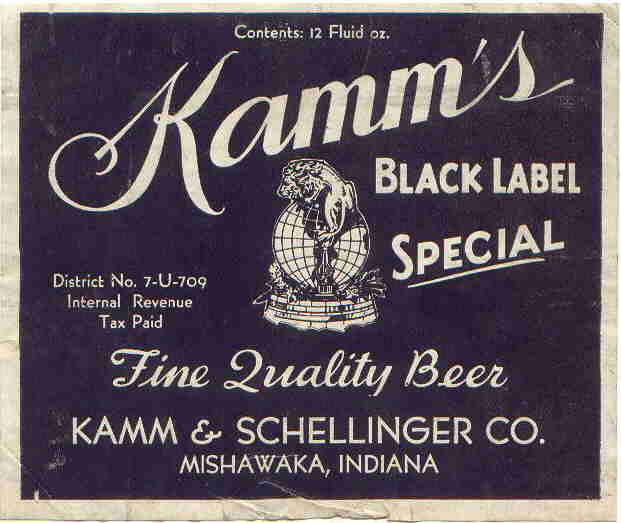 Contents: 12 Fluid oz.
Kamm's
BLACK LABEL
SPECIAL
District No. 7-U-709
Internal Revenue
Tax Paid
Fine Quality Beer
KAMM & SCHELLINGER CO.
MISHAWAKA, INDIANA